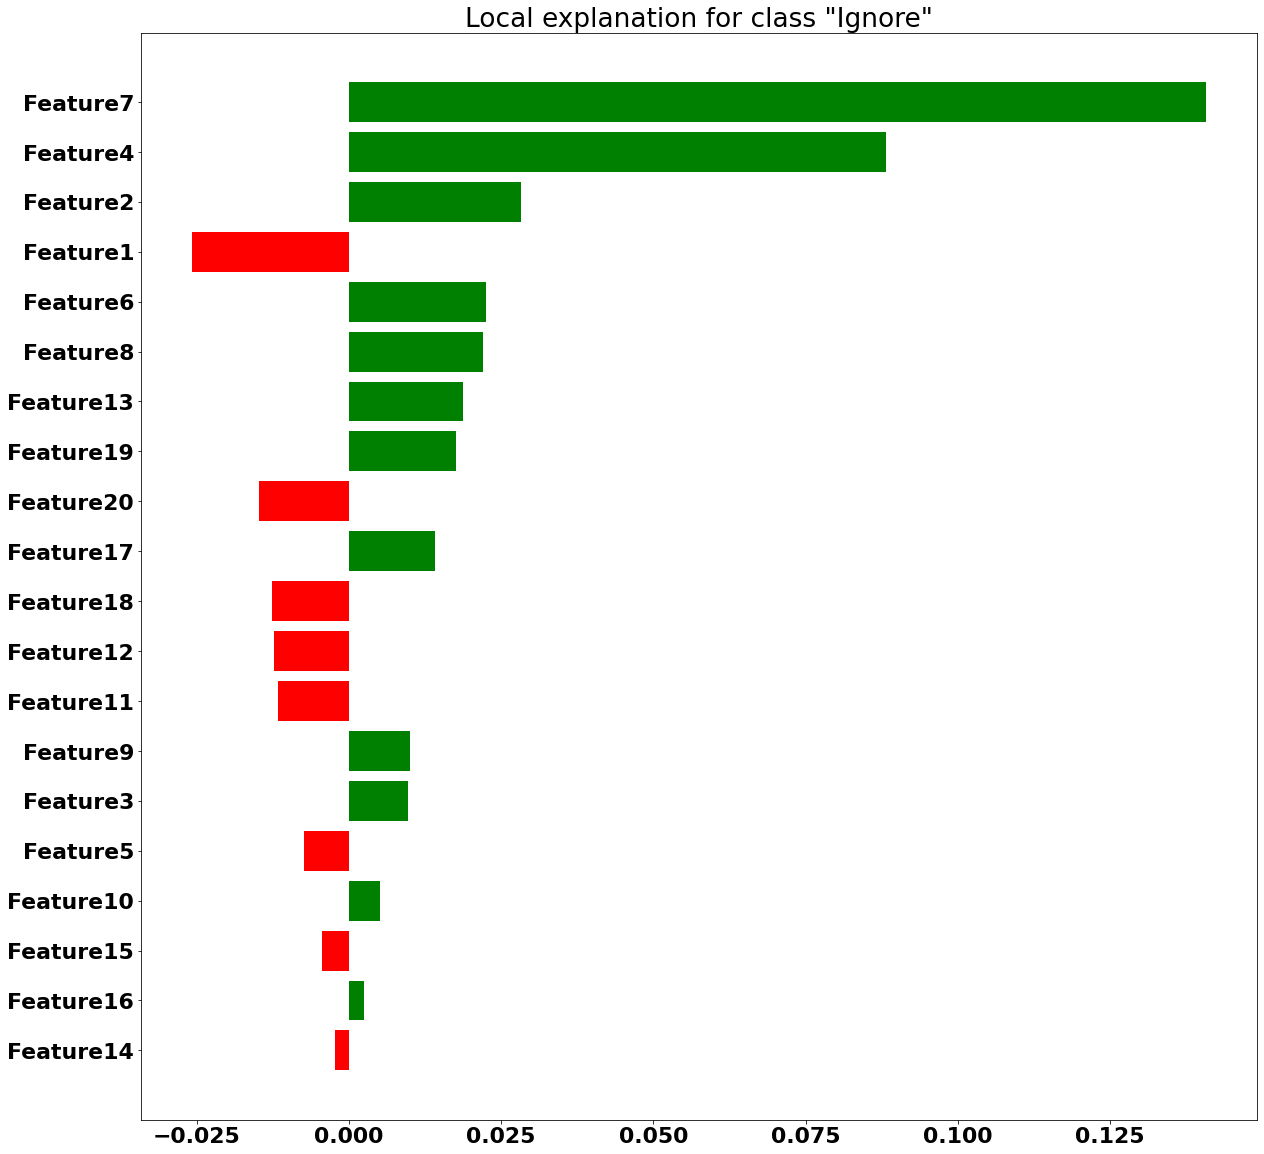 Local explanation for class "Ignore"
Feature7
Feature4
Feature2
Feature1
Feature6
Feature8
Feature13
Feature19
Feature20
Feature17
Feature18
Feature12
Feature11
Feature9
Feature3
Feature5
Feature10
Feature15
Feature16
Feature14
−0.025 0.000 0.025 0.050 0.075 0.100 0.125